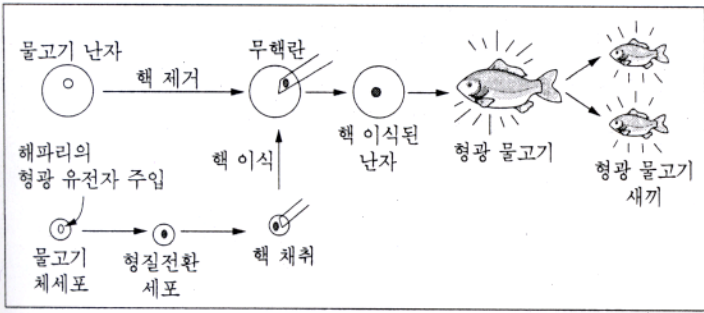 물고기 난자
핵 제거
무핵란
핵 이식된
난자
형광 물고기
형광 물고기
새끼
해파리의
형광 유전자 주입
핵 이식
물고기
체세포
형질전환
세포
핵 채취